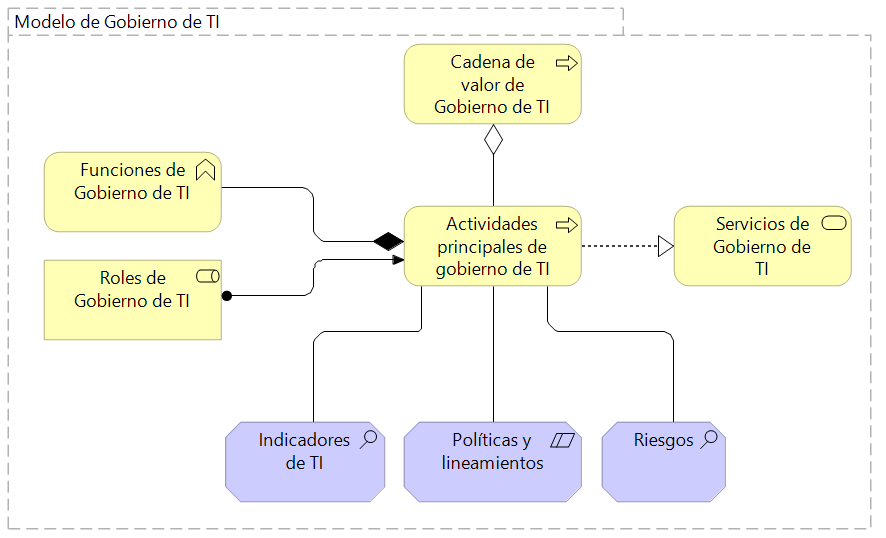 Modelo de Gobierno de TI
Cadena de
valor de
Gobierno de TI
Funciones de
Gobierno de TI
Actividades
principales de
gobierno de TI
Servicios de
Gobierno de
TI
Roles de
Gobierno de TI
Indicadores
de TI
Políticas y
lineamientos
Riesgos